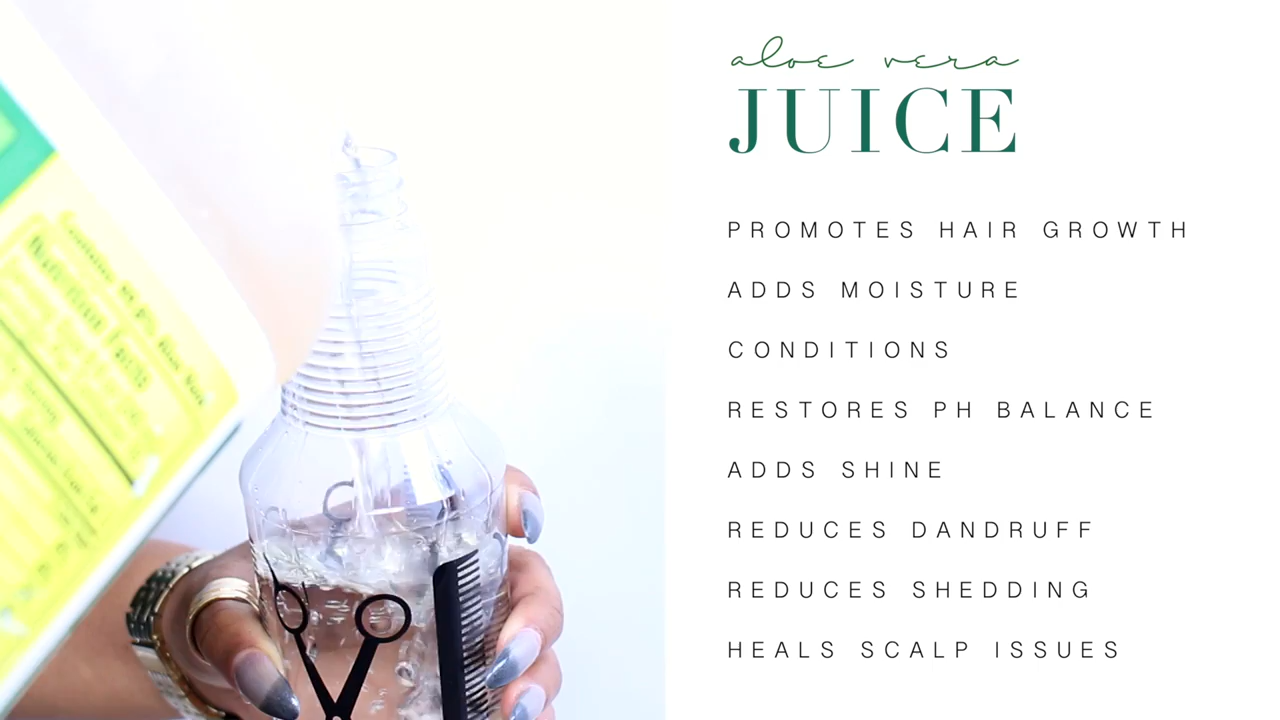 aloe vera
JUICE
PROMOTES HAIR GROWTH
ADDS MOISTURE
CONDITIONS
RESTORES PH BALANCE
ADDS SHINE
REDUCES DANDRUFF
REDUCES SHEDDING
HEALS SCALP ISSUES